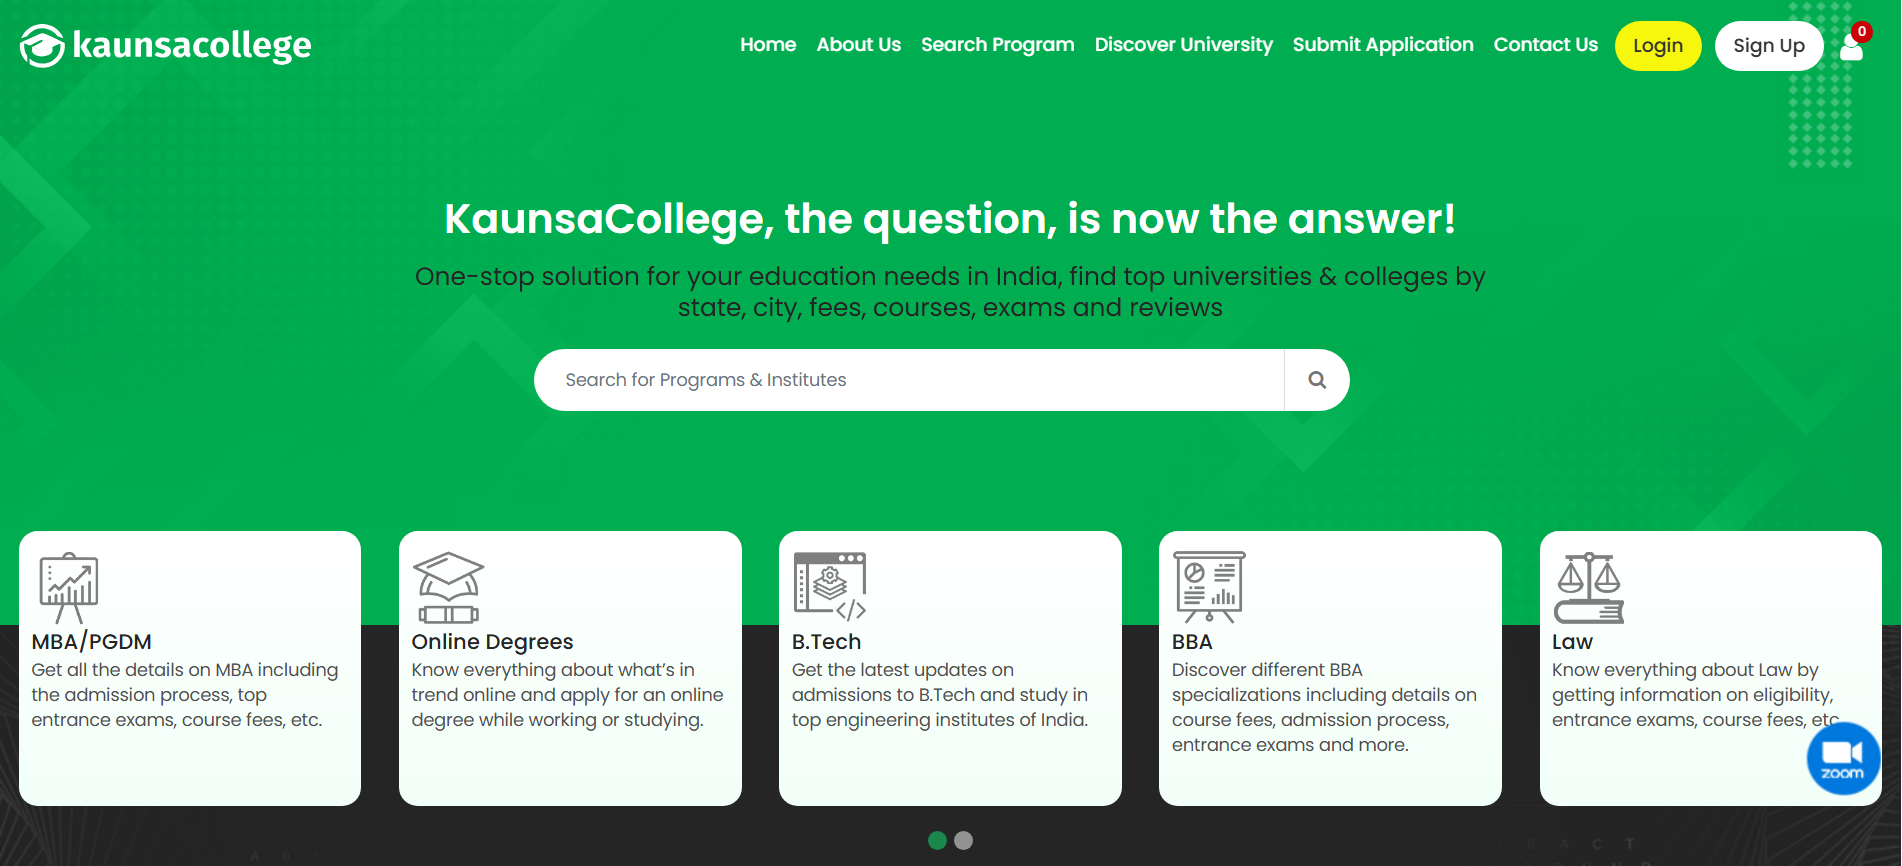 kaunsacollege
Home About Us Search Program Discover University Submit Application Contact Us Login Sign Up 0
KaunsaCollege, the question, is now the answer!
One-stop solution for your education needs in India, find top universities & colleges by
state, city, fees, courses, exams and reviews
Search for Programs & Institutes
MBA/PGDM
Get all the details on MBA including
the admission process, top
entrance exams, course fees, etc.
Online Degrees
Know everything about what's in
trend online and apply for an online
degree while working or studying.
B.Tech
Get the latest updates on
admissions to B.Tech and study in
top engineering institutes of India.
BBA
Discover different BBA
specializations including details on
course fees, admission process,
entrance exams and more.
Law
Know everything about Law by
getting information on eligibility,
entrance exams, course fees, etc
zoom